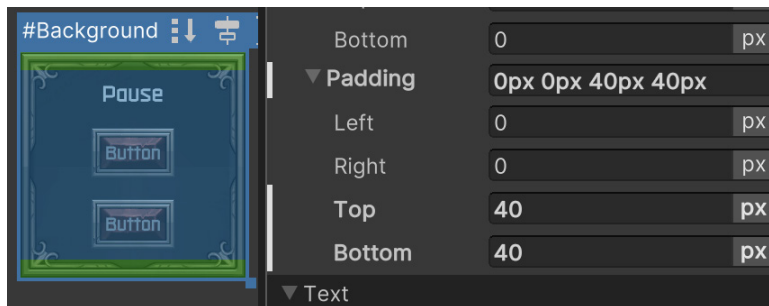 #Background
Pause
Button
Button
Bottom 0 px
Padding 0px 0px 40px 40px
Left 0 px
Right 0 px
Top 40 px
Bottom 40 px
Text